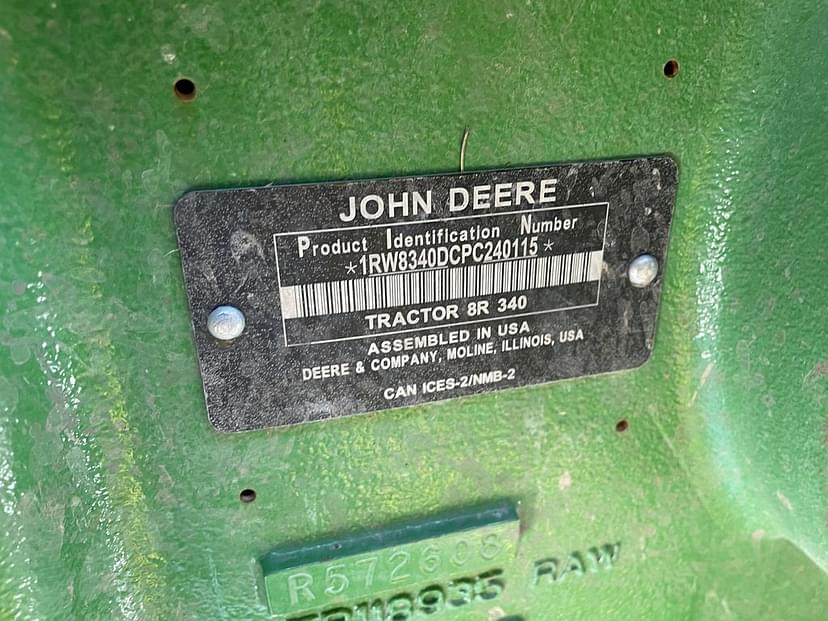 JOHN DEERE
Product Identification Number
*1RW8340DCPC240115*
TRACTOR 8R 340
ASSEMBLED IN USA
DEERE & COMPANY, MOLINE, ILLINOIS, USA
CAN ICES-2/NMB-2
R572608
RAW